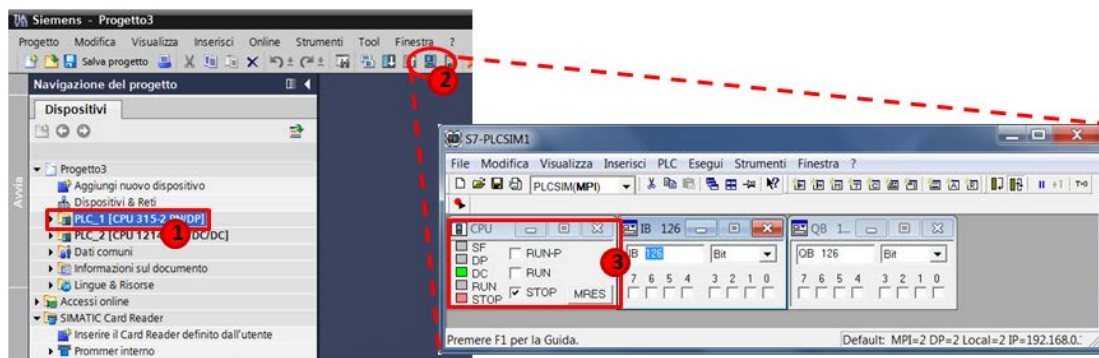 Siemens - Progetto3
Progetto Modifica Visualizza Inserisci Online Strumenti Tool Finestra ?
Salva progetto
2
Navigazione del progetto
Dispositivi
Avvia
Progetto3
Aggiungi nuovo dispositivo
Dispositivi & Reti
PLC_1 [CPU 315-2 PN/DP]
1
PLC_2 [CPU 1214 DC/DC]
Dati comuni
Informazioni sul documento
Lingue & Risorse
Accessi online
SIMATIC Card Reader
Inserire il Card Reader definito dall'utente
Prommer interno
S7-PLCSIM1
File Modifica Visualizza Inserisci PLC Esegui Strumenti Finestra ?
PLCSIM(MPI)
+1 T=0
CPU
SF
DP
DC
RUN
STOP
RUN-P
RUN
STOP MRES
3
IB 126
IB 126 Bit
7 6 5 4 3 2 1 0
QB 1...
QB 126 Bit
7 6 5 4 3 2 1 0
Premere F1 per la Guida.
Default: MPI=2 DP=2 Local=2 IP=192.168.0.